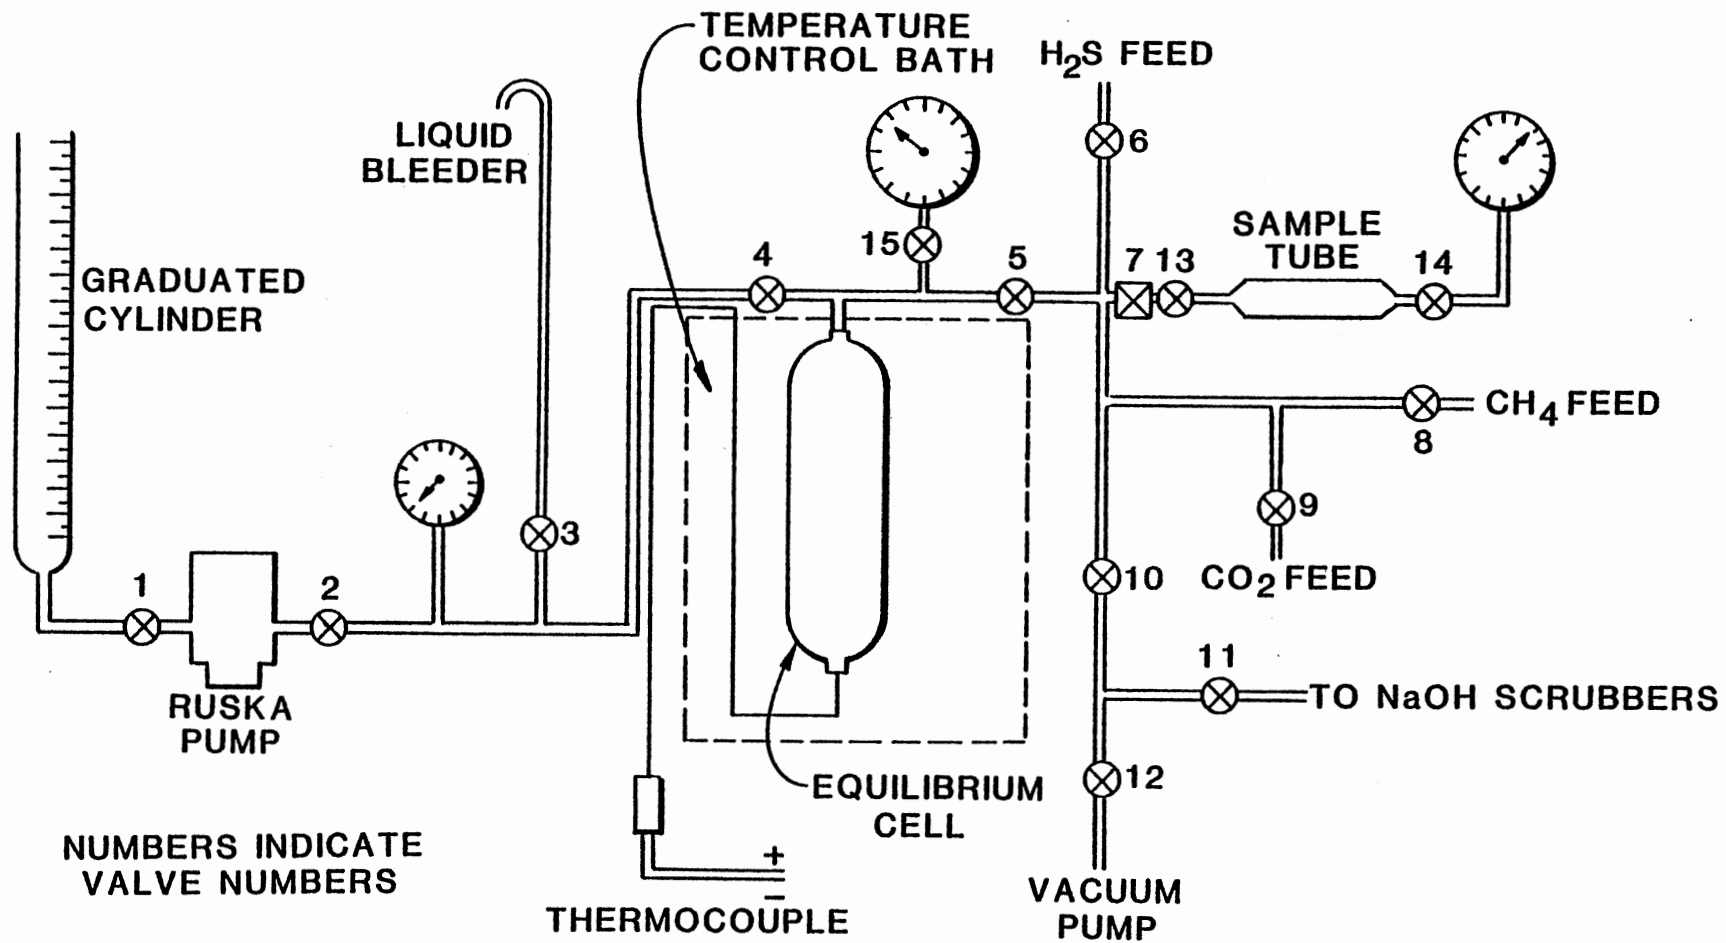 TEMPERATURE
CONTROL BATH
H₂S FEED
LIQUID
BLEEDER
6
SAMPLE
TUBE
15
4
5
7 13
14
GRADUATED
CYLINDER
CH₄ FEED
8
9
3
CO₂ FEED
10
1
2
11
TO NaOH SCRUBBERS
RUSKA
PUMP
12
EQUILIBRIUM
CELL
NUMBERS INDICATE
VALVE NUMBERS
+
−
THERMOCOUPLE
VACUUM
PUMP